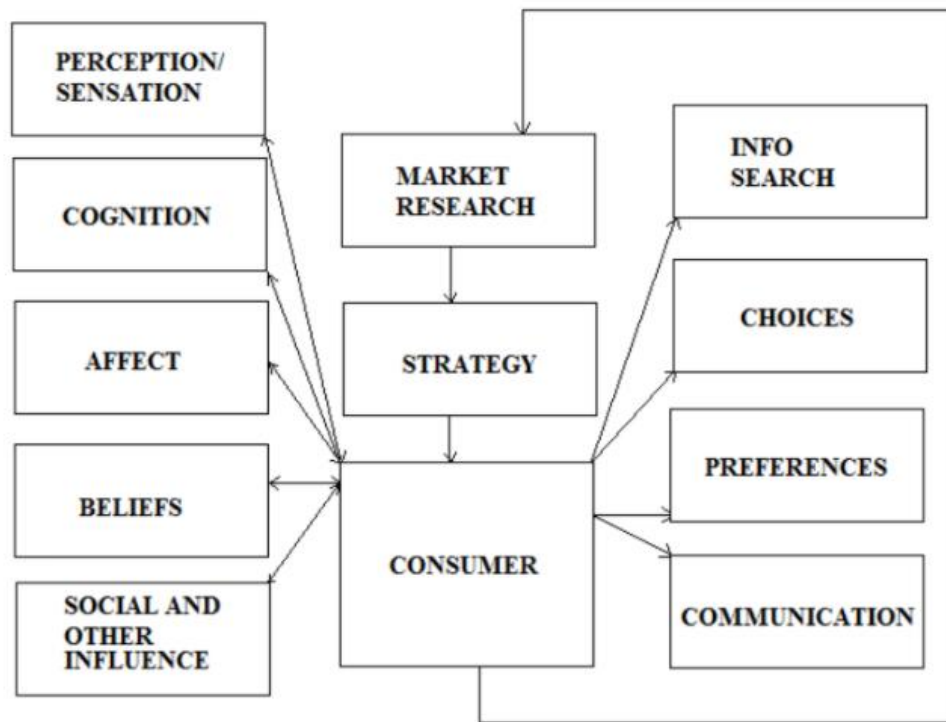 PERCEPTION/
SENSATION
COGNITION
AFFECT
BELIEFS
SOCIAL AND
OTHER
INFLUENCE
MARKET
RESEARCH
STRATEGY
CONSUMER
INFO
SEARCH
CHOICES
PREFERENCES
COMMUNICATION